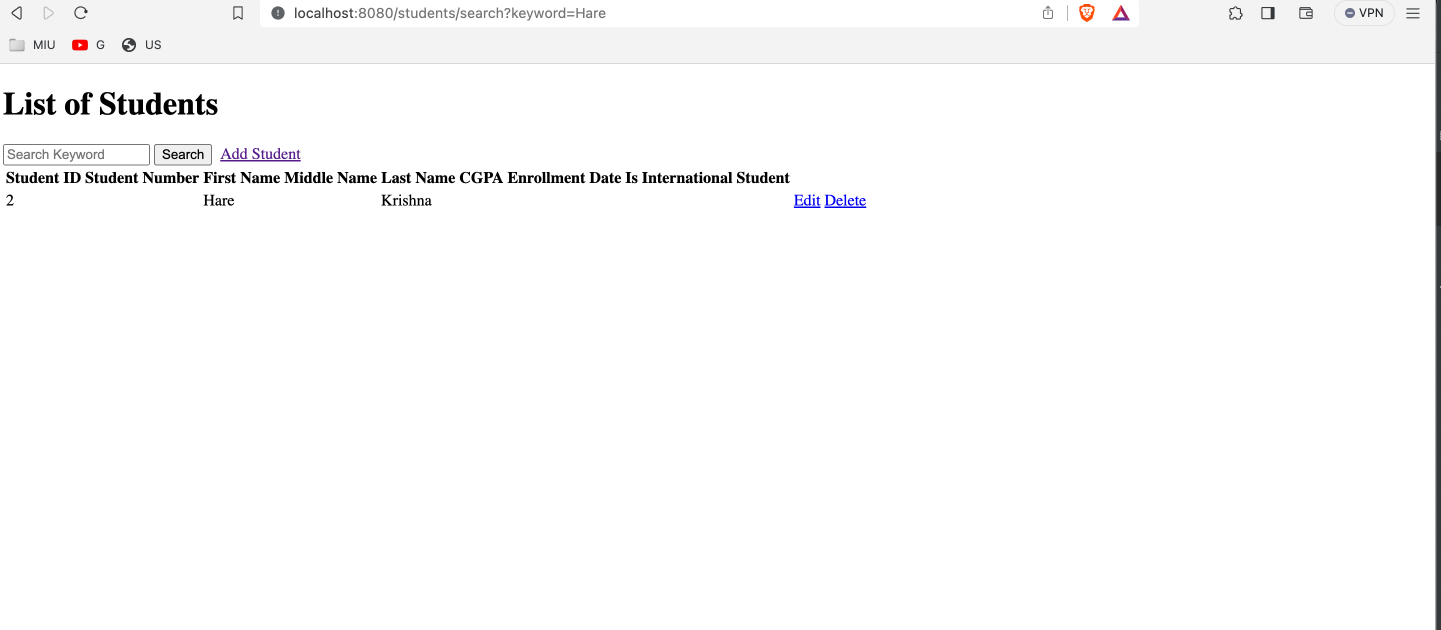 localhost:8080/students/search?keyword=Hare
VPN
MIU G US
List of Students
Search Keyword Search Add Student
Student ID Student Number First Name Middle Name Last Name CGPA Enrollment Date Is International Student
2 Hare Krishna Edit Delete